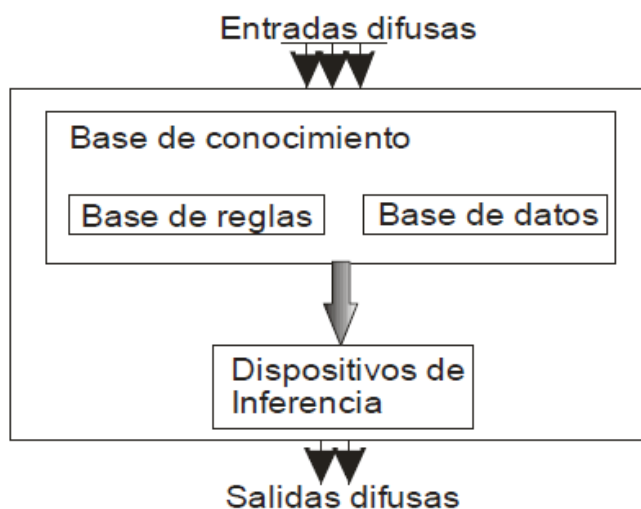 Entradas difusas
Base de conocimiento
Base de reglas
Base de datos
Dispositivos de
Inferencia
Salidas difusas